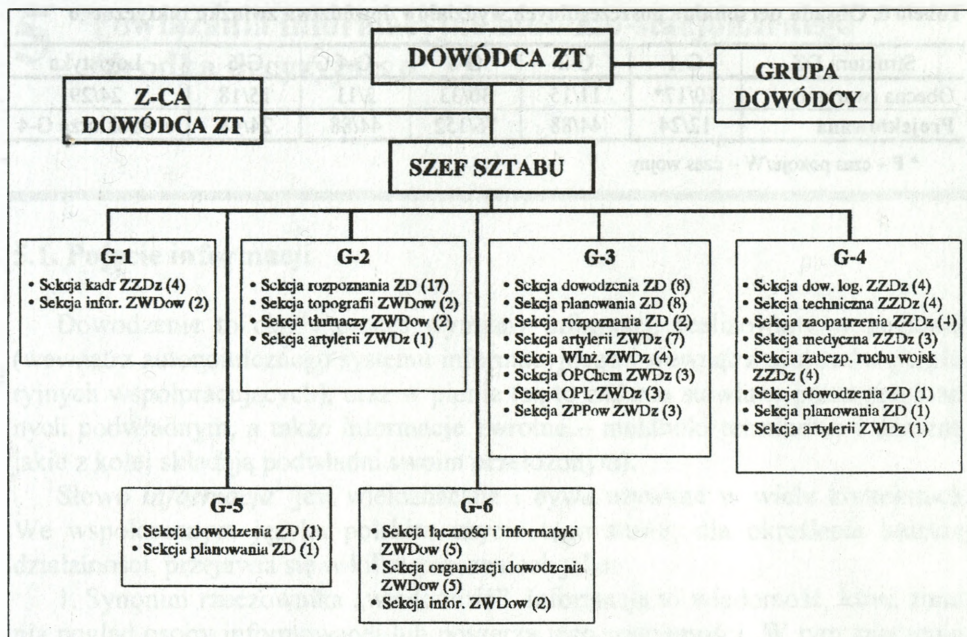 DOWÓDCA ZT
GRUPA
DOWÓDCY
Z-CA
DOWÓDCA ZT
SZEF SZTABU
G-1
• Sekcja kadr ZZDz (4)
• Sekcja infor. ZWDow (2)
G-2
• Sekcja rozpoznania ZD (17)
• Sekcja topografii ZWDow (2)
• Sekcja tłumaczy ZWDow (2)
• Sekcja artylerii ZWDz (1)
G-3
• Sekcja dowodzenia ZD (8)
• Sekcja planowania ZD (8)
• Sekcja rozpoznania ZD (2)
• Sekcja artylerii ZWDz (7)
• Sekcja WInż ZWDz (4)
• Sekcja OPChem ZWDz (3)
• Sekcja OPL ZWDz (3)
• Sekcja ZPPow ZWDz (3)
G-4
• Sekcja dow. log. ZZDz (4)
• Sekcja techniczna ZZDz (4)
• Sekcja zaopatrzenia ZZDz (4)
• Sekcja medyczna ZZDz (3)
• Sekcja zabezp. ruchu wojsk
ZZDz (4)
• Sekcja dowodzenia ZD (1)
• Sekcja planowania ZD (1)
• Sekcja artylerii ZWDz (1)
G-5
• Sekcja dowodzenia ZD (1)
• Sekcja planowania ZD (1)
G-6
• Sekcja łączności i informatyki
ZWDow (5)
• Sekcja organizacji dowodzenia
ZWDow (5)
• Sekcja infor. ZWDow (2)